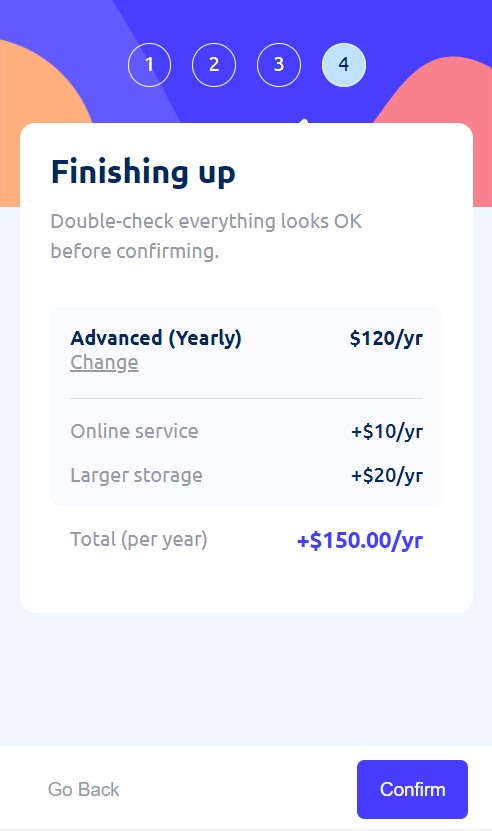 1 2 3 4
Finishing up
Double-check everything looks OK
before confirming.
Advanced (Yearly) $120/yr
Change
Online service +$10/yr
Larger storage +$20/yr
Total (per year) +$150.00/yr
Go Back Confirm